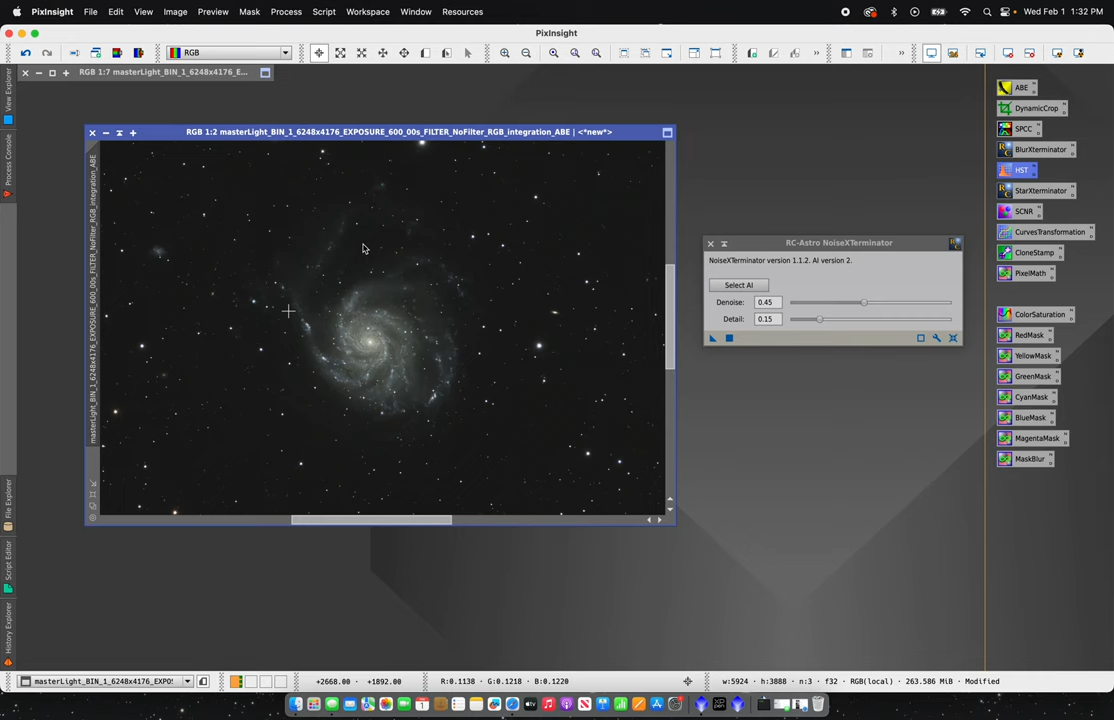 PixInsight File Edit View Image Preview Mask Process Script Workspace Window Resources Wed Feb 1 1:32 PM
PixInsight
RGB
RGB 1:7 masterLight_BIN_1_6248x4176_E...
View Explorer
Process Console
File Explorer
Script Editor
History Explorer
RGB 1:2 masterLight_BIN_1_6248x4176_EXPOSURE_600_00s_FILTER_NoFilter_RGB_integration_ABE | <*new*>
masterLight_BIN_1_6248x4176_EXPOSURE_600_00s_FILTER_NoFilter_RGB_integration_ABE
RC-Astro NoiseXTerminator
NoiseXTerminator version 1.1.2. AI version 2.
Select AI
Denoise: 0.45
Detail: 0.15
ABE
DynamicCrop
SPCC
BlurXterminator
HST
StarXterminator
SCNR
CurvesTransformation
CloneStamp
PixelMath
ColorSaturation
RedMask
YellowMask
GreenMask
CyanMask
BlueMask
MagentaMask
MaskBlur
masterLight_BIN_1_6248x4176_EXPO: +2668.00 · +1892.00 R:0.1138 · G:0.1218 · B:0.1220 w:5924 · h:3888 · n:3 · f32 · RGB(local) · 263.586 MiB · Modified